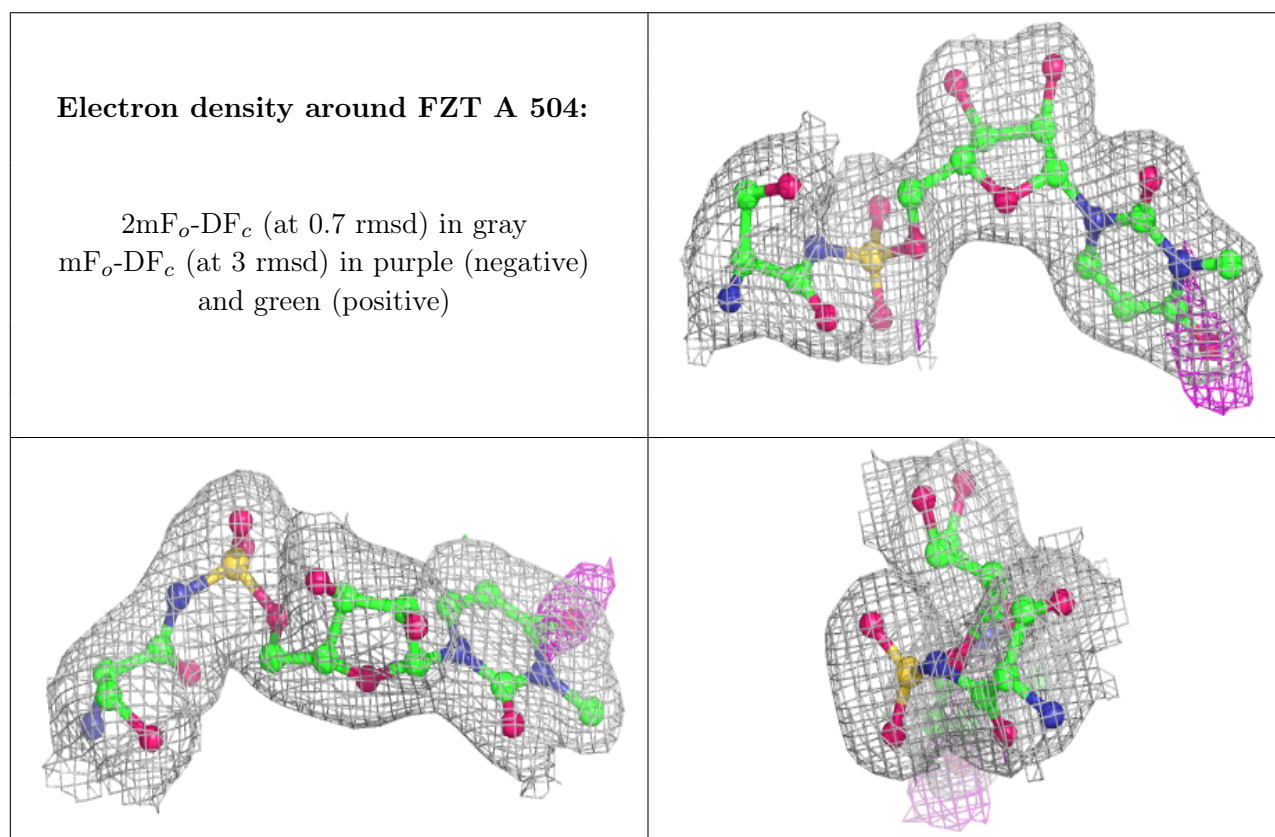 Electron density around FZT A 504:
2mFo-DFc (at 0.7 rmsd) in gray
mFo-DFc (at 3 rmsd) in purple (negative)
and green (positive)